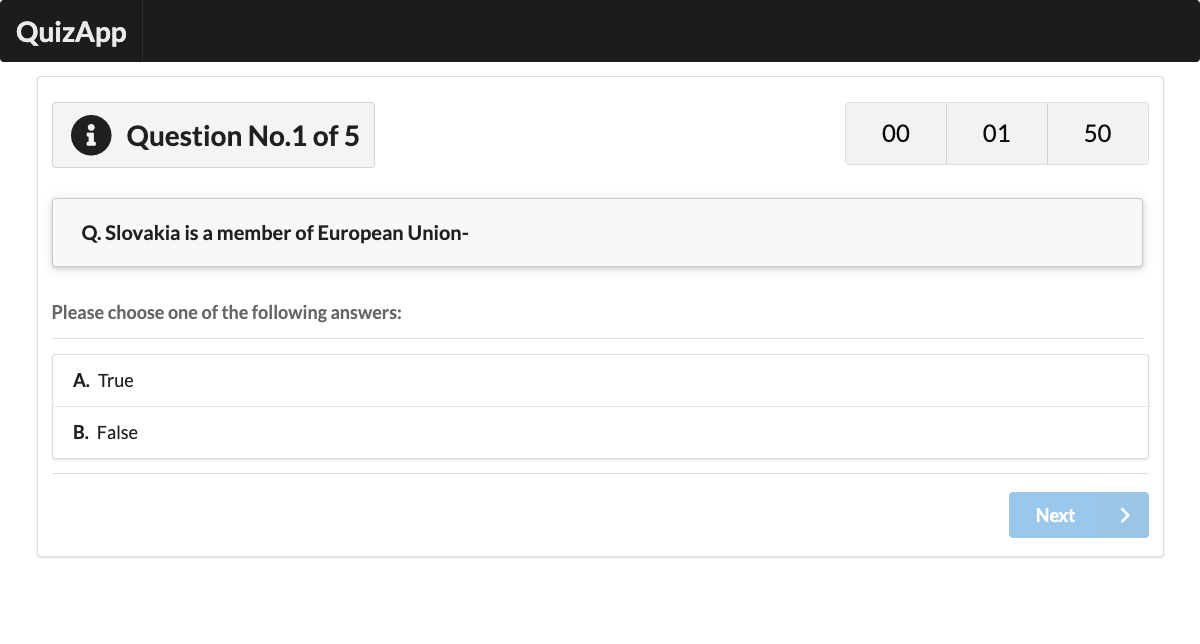 QuizApp
Question No.1 of 5
00 01 50
Q. Slovakia is a member of European Union-
Please choose one of the following answers:
A. True
B. False
Next